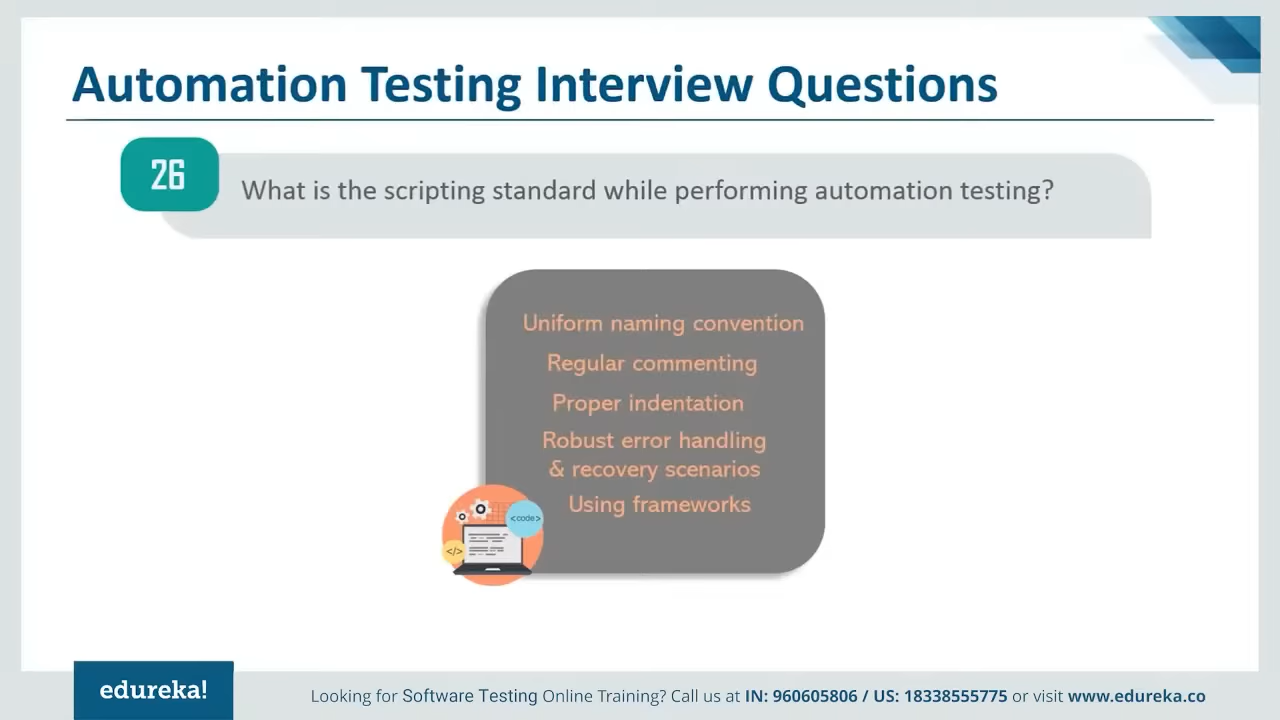 Automation Testing Interview Questions
26
What is the scripting standard while performing automation testing?
Uniform naming convention
Regular commenting
Proper indentation
Robust error handling
& recovery scenarios
Using frameworks
<code>
</>
edureka!
Looking for Software Testing Online Training? Call us at IN: 960605806 / US: 18338555775 or visit www.edureka.co